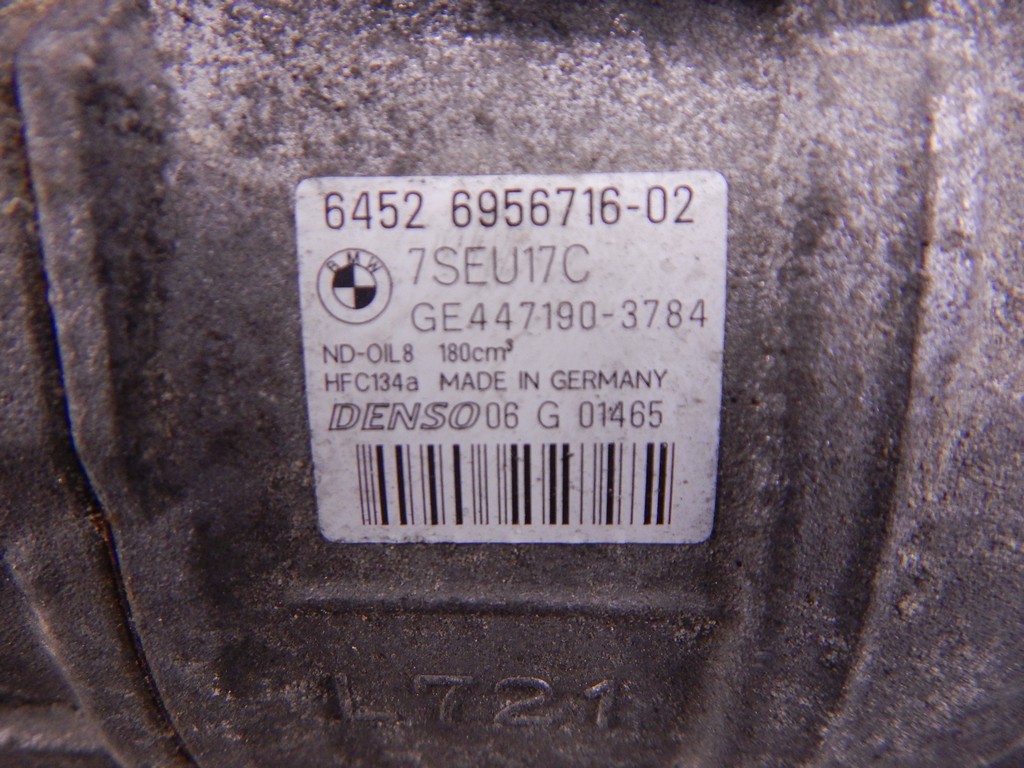 6452 6956716-02
BMW
7SEU17C
GE447190-3784
ND-OIL8 180cm³
HFC134a MADE IN GERMANY
DENSO 06 G 01465
L721